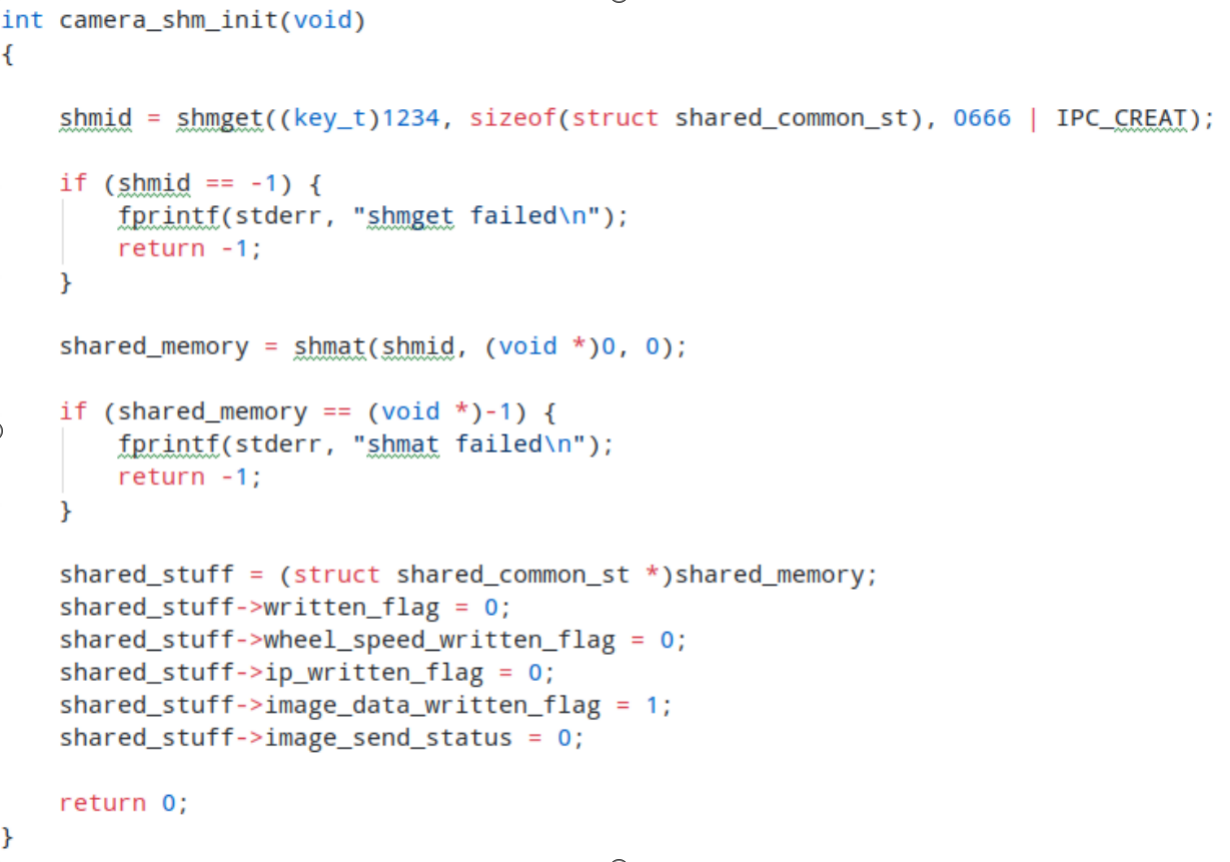 int camera_shm_init(void)
{
    shmid = shmget((key_t)1234, sizeof(struct shared_common_st), 0666 | IPC_CREAT);
    if (shmid == -1) {
        fprintf(stderr, "shmget failed\n");
        return -1;
    }
    shared_memory = shmat(shmid, (void *)0, 0);
    if (shared_memory == (void *)-1) {
        fprintf(stderr, "shmat failed\n");
        return -1;
    }
    shared_stuff = (struct shared_common_st *)shared_memory;
    shared_stuff->written_flag = 0;
    shared_stuff->wheel_speed_written_flag = 0;
    shared_stuff->ip_written_flag = 0;
    shared_stuff->image_data_written_flag = 1;
    shared_stuff->image_send_status = 0;
    return 0;
}